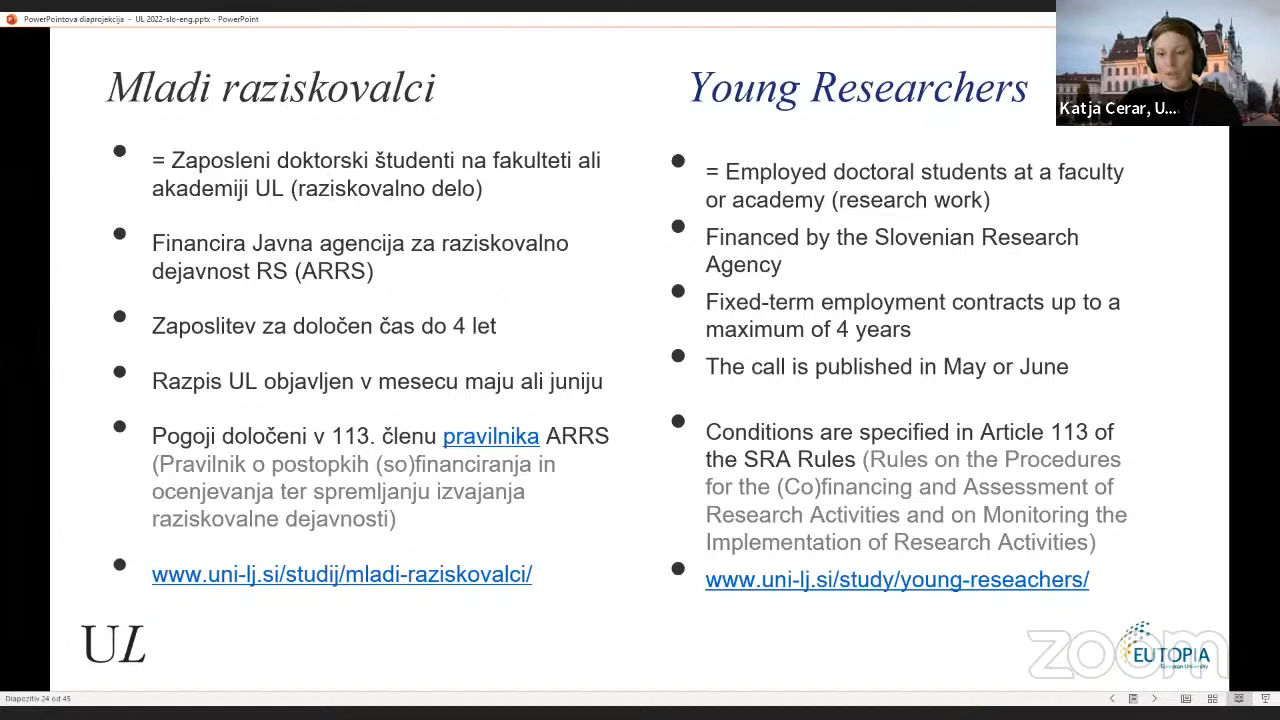 PowerPointova diaprojekcija - UL 2022-slo-eng.pptx - PowerPoint
Katja Cerar, U...
Mladi raziskovalci
= Zaposleni doktorski študenti na fakulteti ali
akademiji UL (raziskovalno delo)
Financira Javna agencija za raziskovalno
dejavnost RS (ARRS)
Zaposlitev za določen čas do 4 let
Razpis UL objavljen v mesecu maju ali juniju
Pogoji določeni v 113. členu pravilnika ARRS
(Pravilnik o postopkih (so)financiranja in
ocenjevanja ter spremljanju izvajanja
raziskovalne dejavnosti)
www.uni-lj.si/studij/mladi-raziskovalci/
Young Researchers
= Employed doctoral students at a faculty
or academy (research work)
Financed by the Slovenian Research
Agency
Fixed-term employment contracts up to a
maximum of 4 years
The call is published in May or June
Conditions are specified in Article 113 of
the SRA Rules (Rules on the Procedures
for the (Co)financing and Assessment of
Research Activities and on Monitoring the
Implementation of Research Activities)
www.uni-lj.si/study/young-reseachers/
UL
zoom
EUTOPIA
European University
Diapozitiv 24 od 45